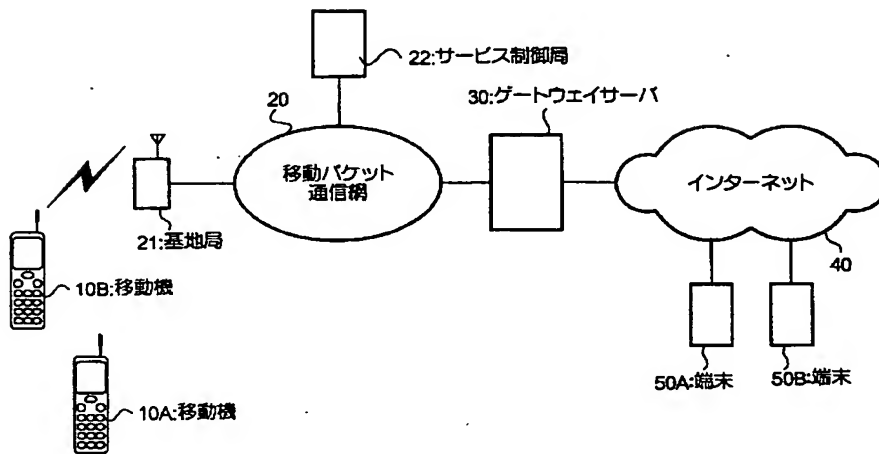 22:サービス制御局
20
30:ゲートウェイサーバ
移動パケット
通信網
インターネット
21:基地局
40
10B:移動機
50A:端末
50B:端末
10A:移動機